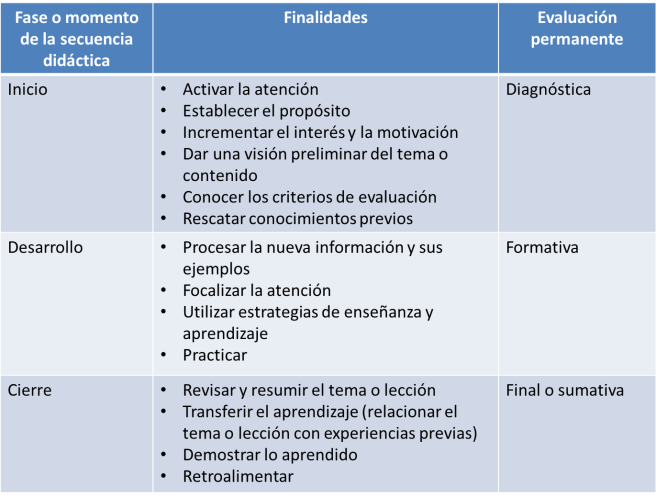 Fase o momento
de la secuencia
didáctica
Finalidades
Evaluación
permanente
Inicio
• Activar la atención
• Establecer el propósito
• Incrementar el interés y la motivación
• Dar una visión preliminar del tema o
contenido
• Conocer los criterios de evaluación
• Rescatar conocimientos previos
Diagnóstica
Desarrollo
• Procesar la nueva información y sus
ejemplos
• Focalizar la atención
• Utilizar estrategias de enseñanza y
aprendizaje
• Practicar
Formativa
Cierre
• Revisar y resumir el tema o lección
• Transferir el aprendizaje (relacionar el
tema o lección con experiencias previas)
• Demostrar lo aprendido
• Retroalimentar
Final o sumativa